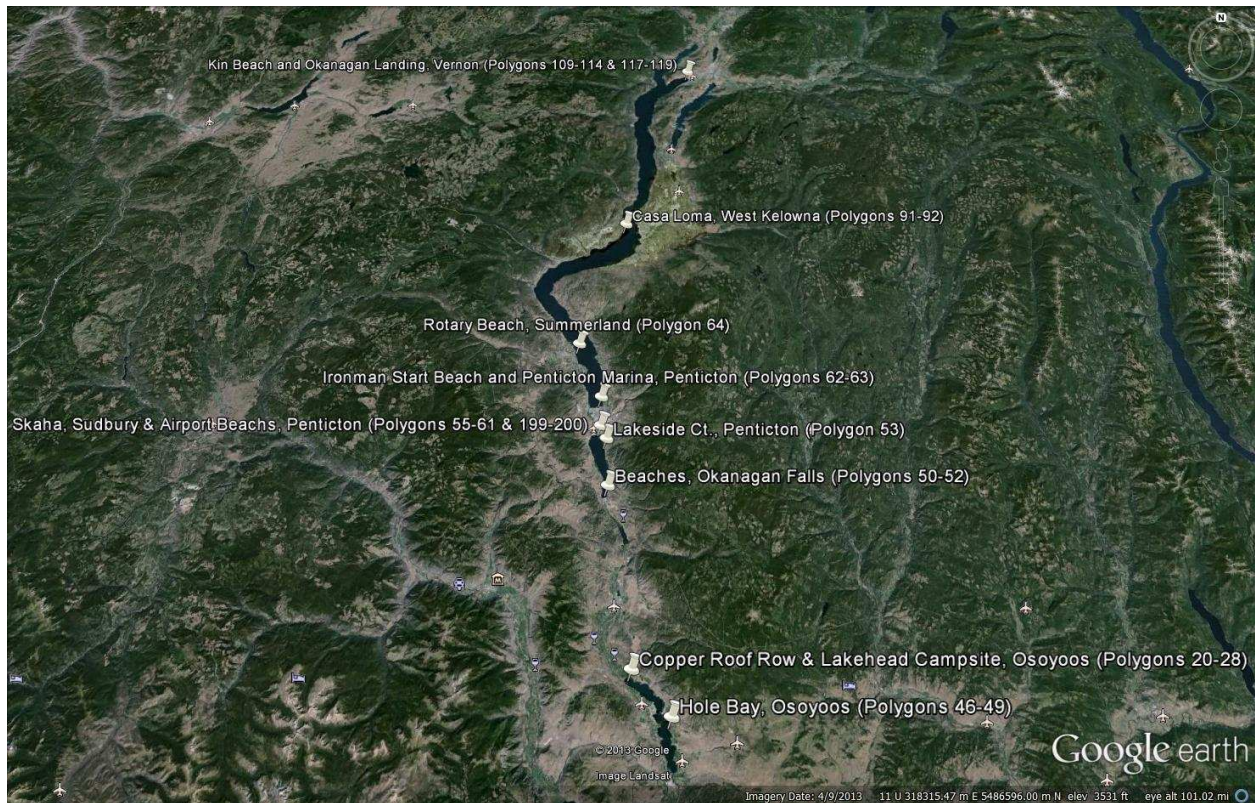 N
Kin Beach and Okanagan Landing, Vernon (Polygons 109-114 & 117-119)
Casa Loma, West Kelowna (Polygons 91-92)
Rotary Beach, Summerland (Polygon 64)
Ironman Start Beach and Penticton Marina, Penticton (Polygons 62-63)
Skaha, Sudbury & Airport Beachs, Penticton (Polygons 55-61 & 199-200)
Lakeside Ct., Penticton (Polygon 53)
Beaches, Okanagan Falls (Polygons 50-52)
Copper Roof Row & Lakehead Campsite, Osoyoos (Polygons 20-28)
Hole Bay, Osoyoos (Polygons 46-49)
© 2013 Google
Image Landsat
Google earth
Imagery Date: 4/9/2013 11 U 318315.47 m E 5486596.00 m N elev 3531 ft eye alt 101.02 mi